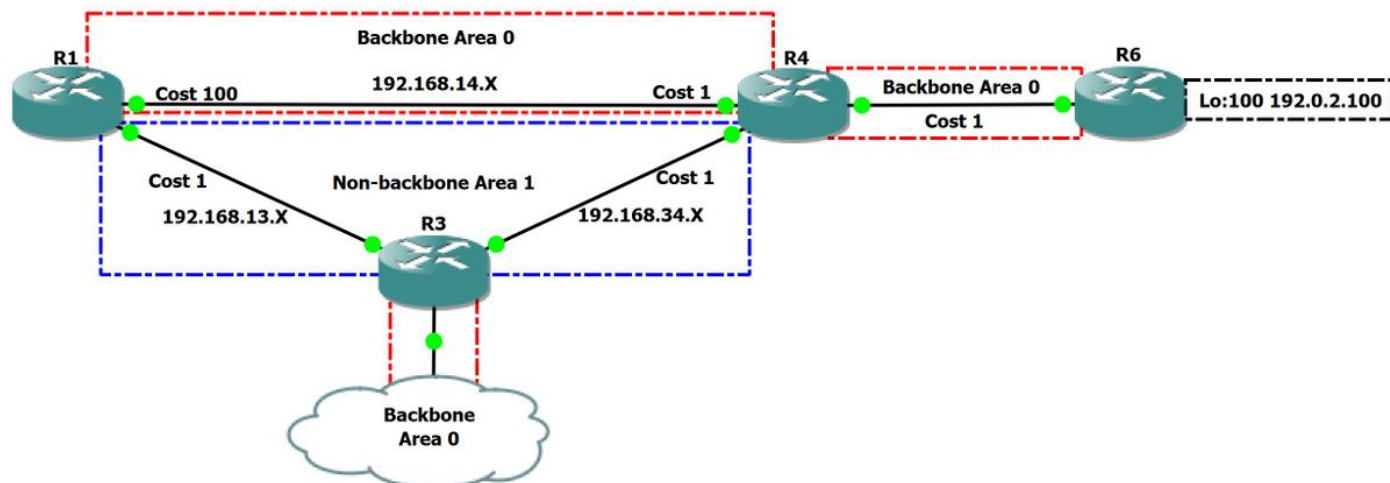 Backbone Area 0
R1
R4
R6
192.168.14.X
Cost 100
Cost 1
Backbone Area 0
Cost 1
Lo:100 192.0.2.100
Cost 1
Non-backbone Area 1
Cost 1
192.168.13.X
192.168.34.X
R3
Backbone
Area 0